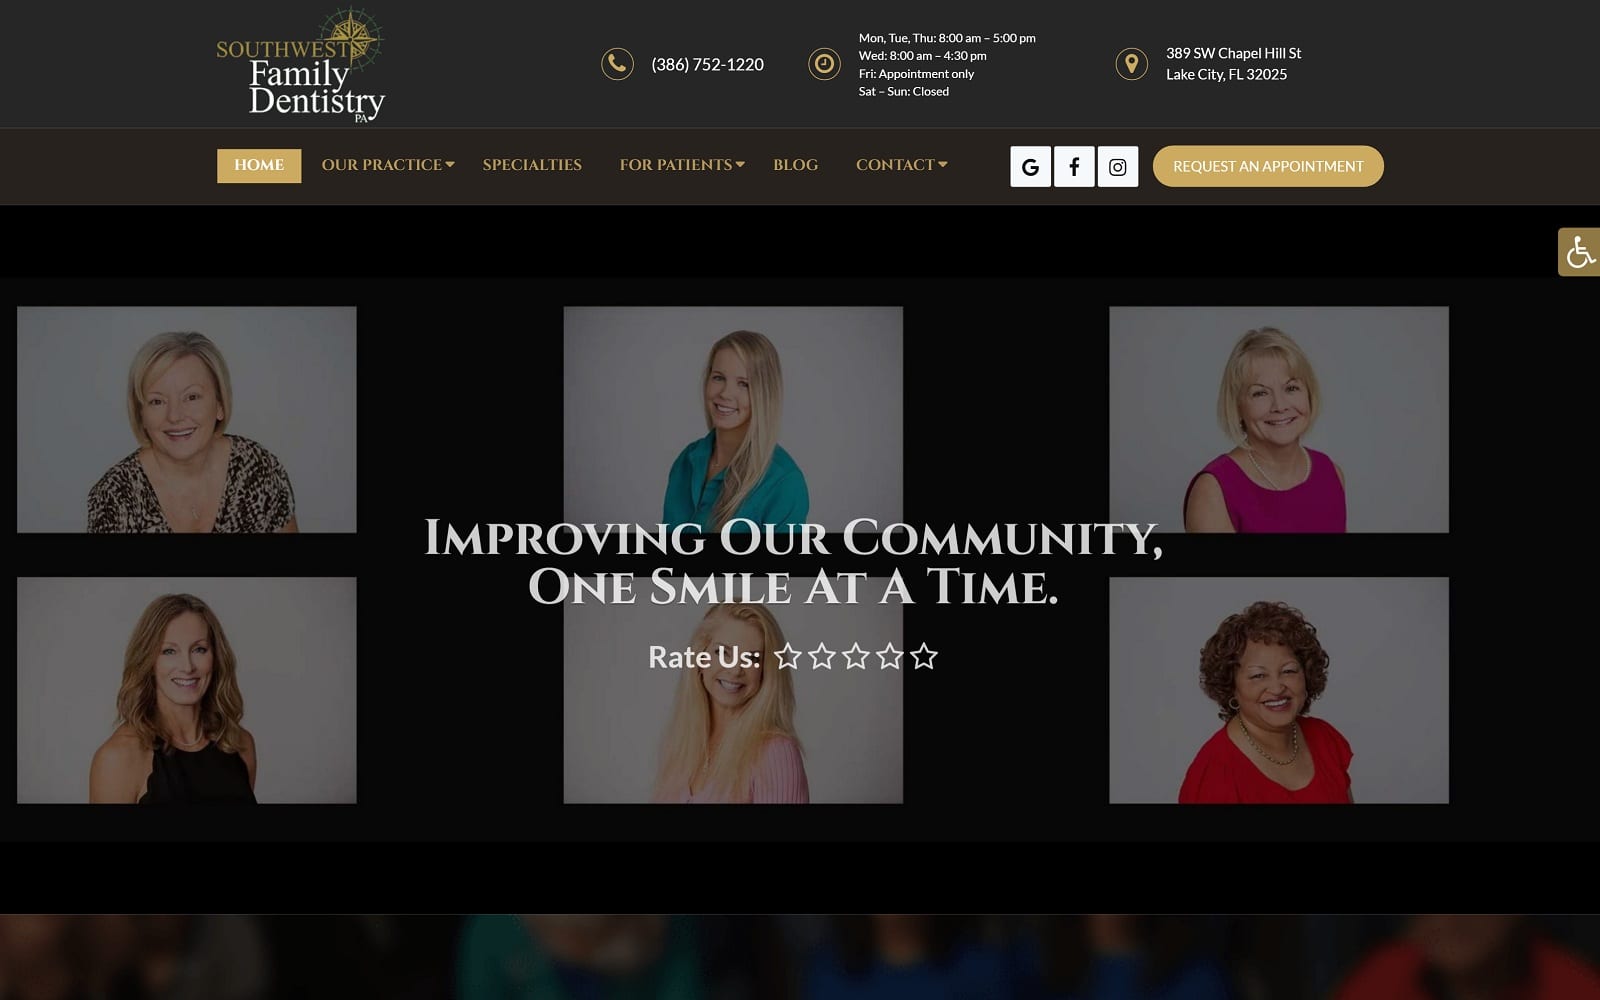 SOUTHWEST
Family
Dentistry
PA
(386) 752-1220
Mon, Tue, Thu: 8:00 am – 5:00 pm
Wed: 8:00 am – 4:30 pm
Fri: Appointment only
Sat – Sun: Closed
389 SW Chapel Hill St
Lake City, FL 32025
HOME OUR PRACTICE SPECIALTIES FOR PATIENTS BLOG CONTACT REQUEST AN APPOINTMENT
IMPROVING OUR COMMUNITY,
ONE SMILE AT A TIME.
Rate Us: